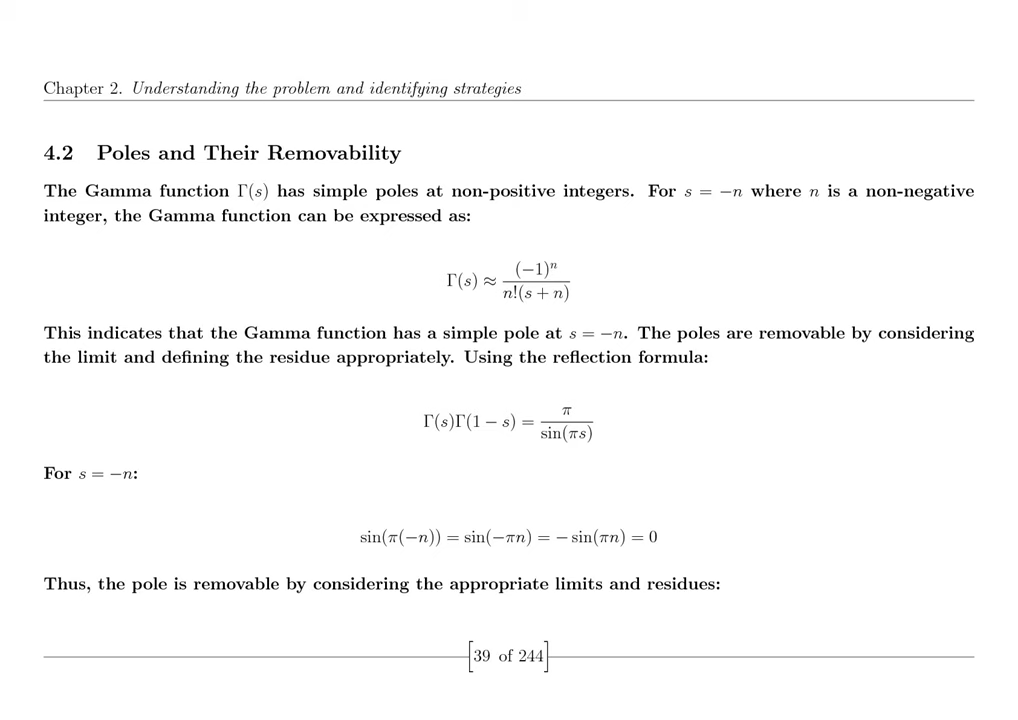 Chapter 2. Understanding the problem and identifying strategies
4.2 Poles and Their Removability
The Gamma function Γ(s) has simple poles at non-positive integers. For s = −n where n is a non-negative
integer, the Gamma function can be expressed as:
Γ(s) ≈ (−1)ⁿ / n!(s + n)
This indicates that the Gamma function has a simple pole at s = −n. The poles are removable by considering
the limit and defining the residue appropriately. Using the reflection formula:
Γ(s)Γ(1 − s) = π / sin(πs)
For s = −n:
sin(π(−n)) = sin(−πn) = − sin(πn) = 0
Thus, the pole is removable by considering the appropriate limits and residues:
[39 of 244]